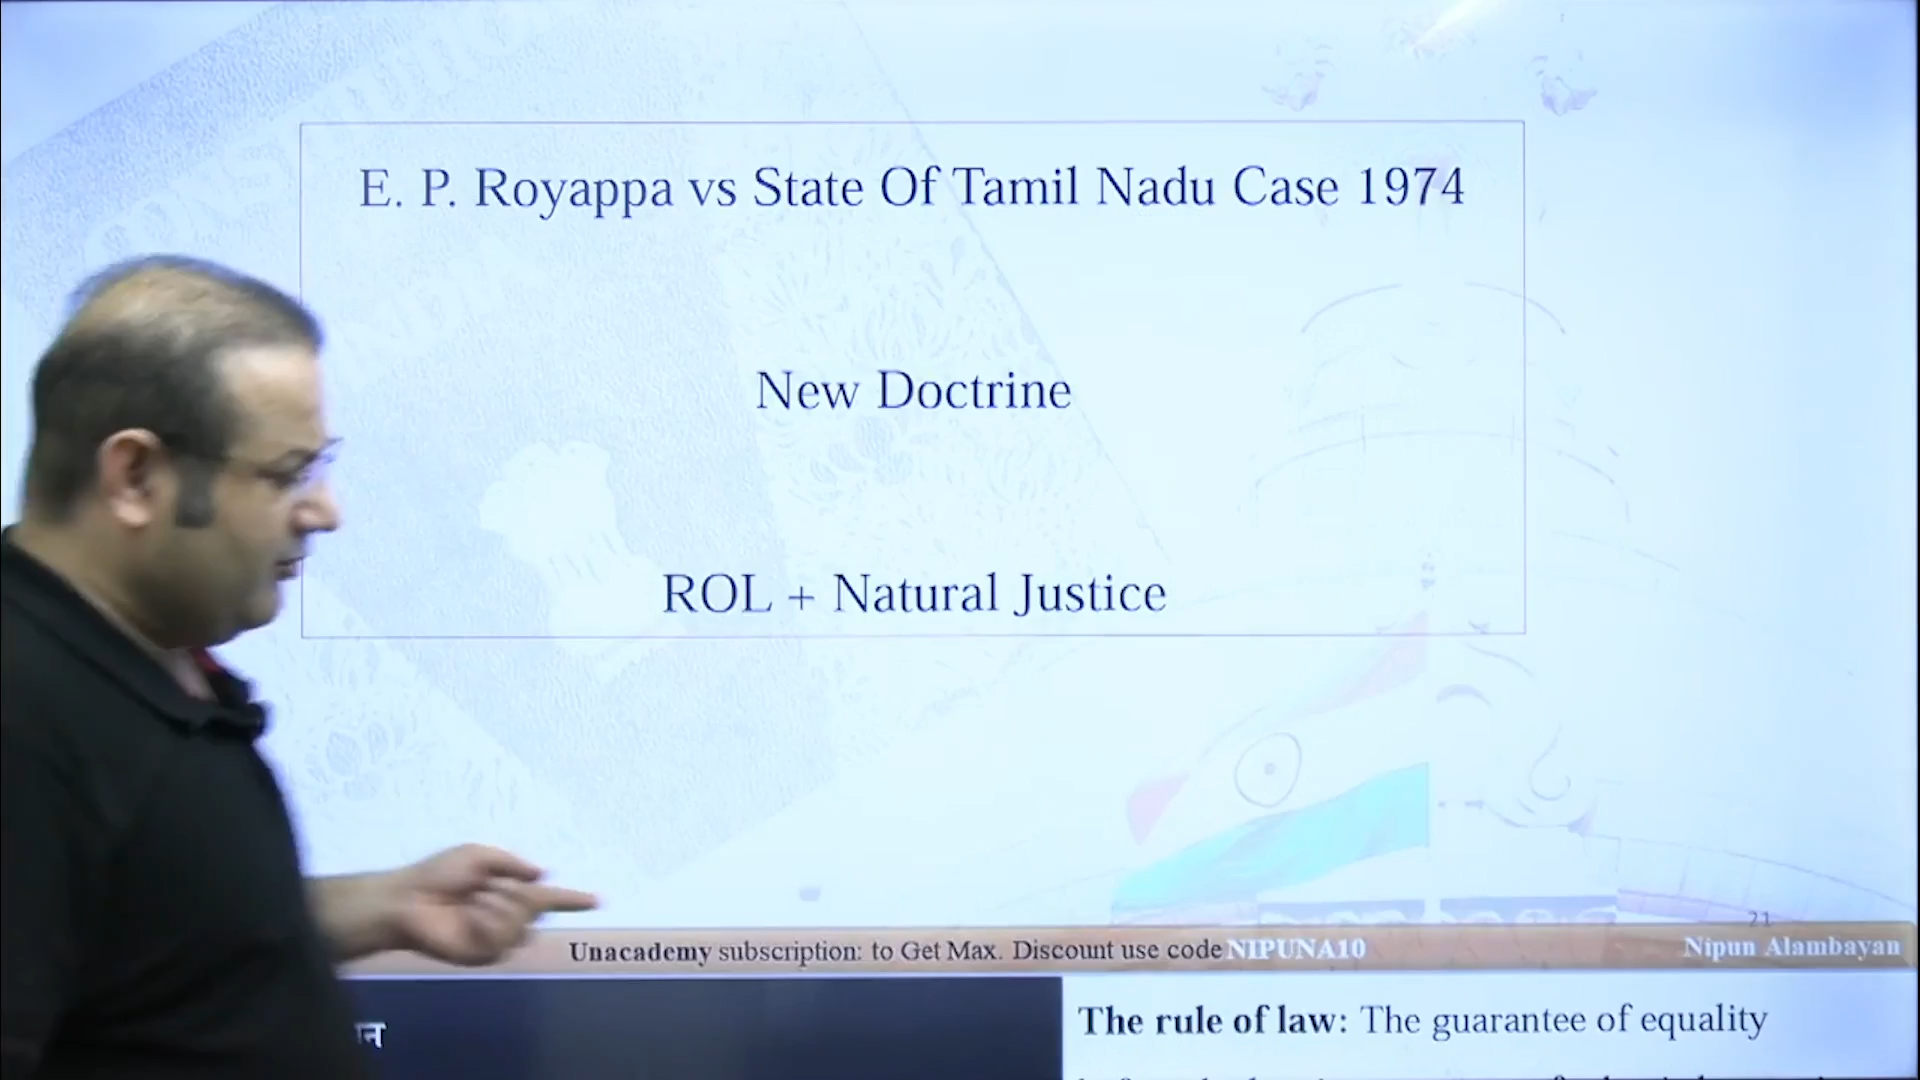 E. P. Royappa vs State Of Tamil Nadu Case 1974
New Doctrine
ROL + Natural Justice
21
Unacademy subscription: to Get Max. Discount use code NIPUNA10
Nipun Alambayan
The rule of law: The guarantee of equality